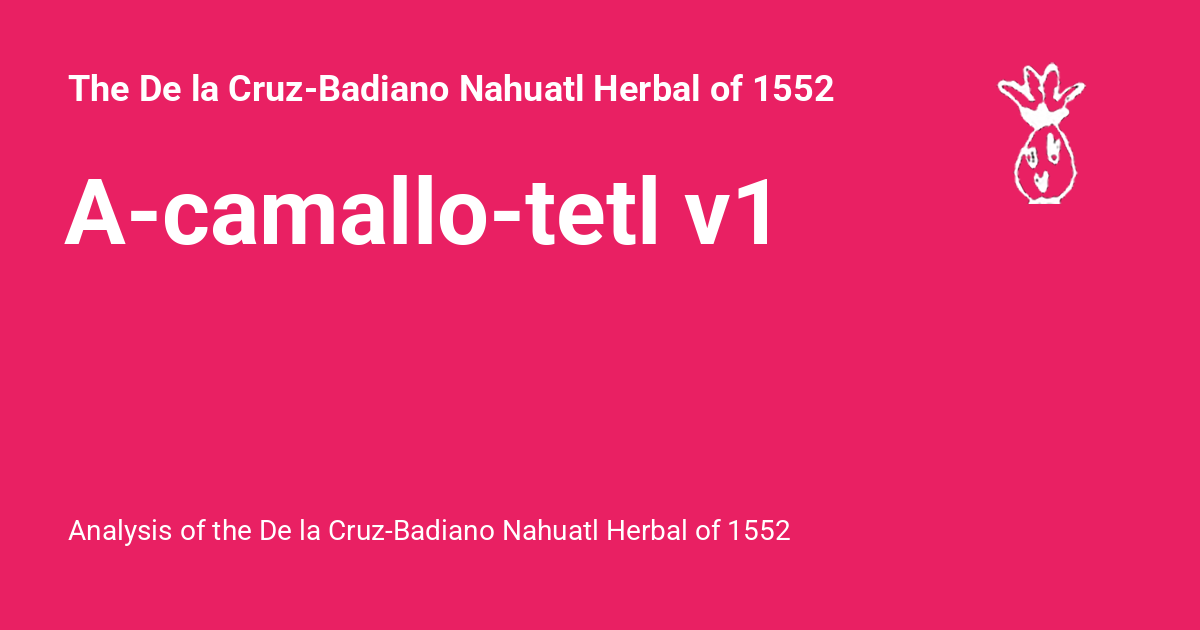 The De la Cruz-Badiano Nahuatl Herbal of 1552
A-camallo-tetl v1
Analysis of the De la Cruz-Badiano Nahuatl Herbal of 1552